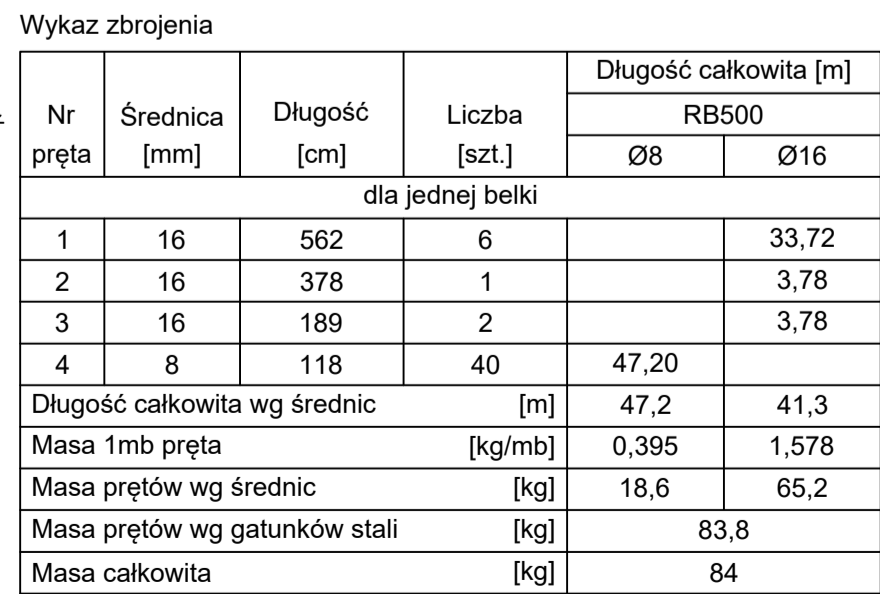 Wykaz zbrojenia
Nr pręta Średnica [mm] Długość [cm] Liczba [szt.] Długość całkowita [m]
RB500
Ø8 Ø16
dla jednej belki
1 16 562 6 33,72
2 16 378 1 3,78
3 16 189 2 3,78
4 8 118 40 47,20
Długość całkowita wg średnic [m] 47,2 41,3
Masa 1mb pręta [kg/mb] 0,395 1,578
Masa prętów wg średnic [kg] 18,6 65,2
Masa prętów wg gatunków stali [kg] 83,8
Masa całkowita [kg] 84